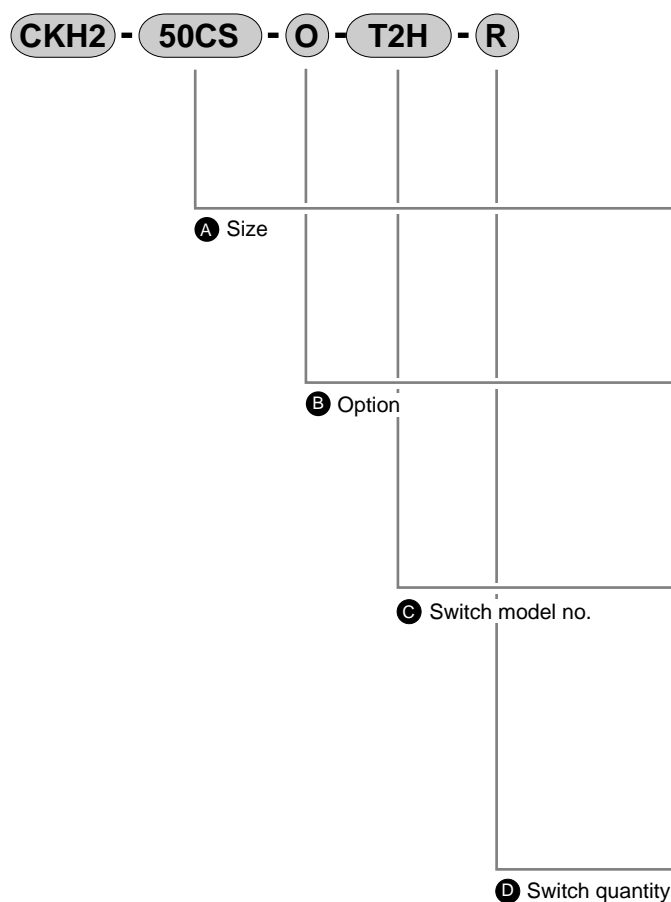 CKH2 - 50CS - O - T2H - R
A Size
B Option
C Switch model no.
D Switch quantity